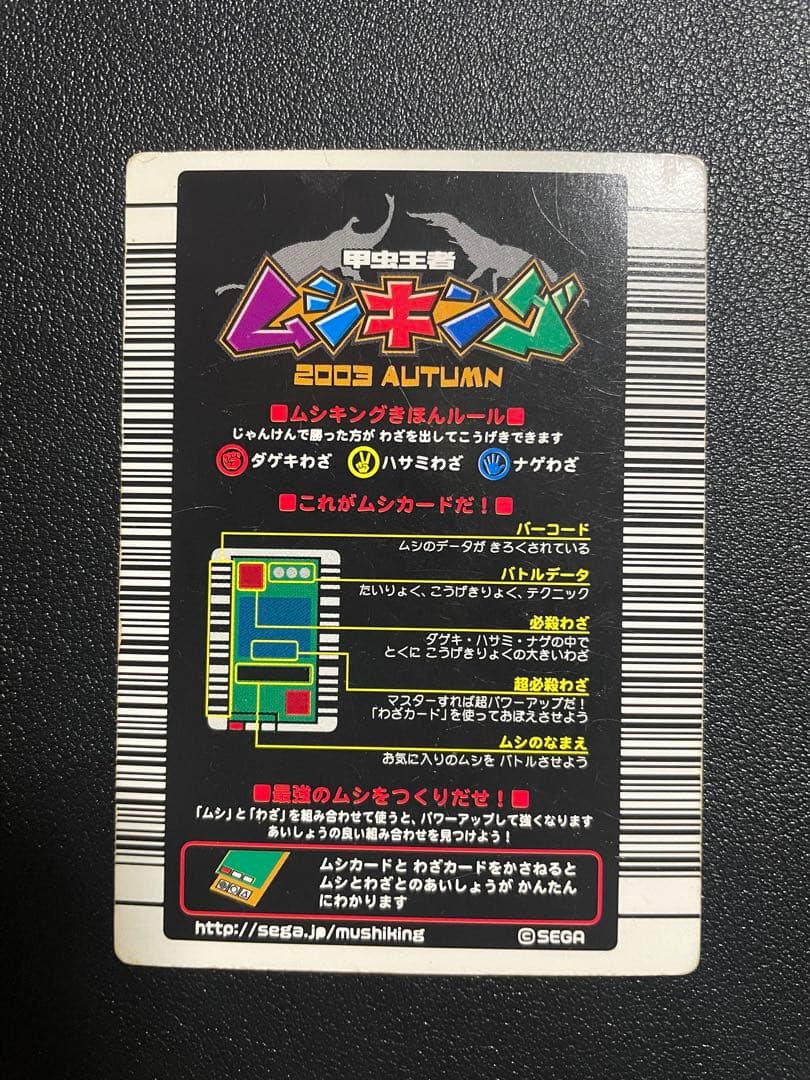 甲虫王者
ムシキング
2003 AUTUMN
■ムシキングきほんルール■
じゃんけんで勝った方が わざを出してこうげきできます
ダゲキわざ ハサミわざ ナゲわざ
■これがムシカードだ！■
バーコード
ムシのデータが きろくされている
バトルデータ
たいりょく、こうげきりょく、テクニック
必殺わざ
ダゲキ・ハサミ・ナゲの中で
とくに こうげきりょくの大きいわざ
超必殺わざ
マスターすれば超パワーアップだ！
「わざカード」を使っておぼえさせよう
ムシのなまえ
お気に入りのムシを バトルさせよう
■最強のムシをつくりだせ！■
「ムシ」と「わざ」を組み合わせて使うと、パワーアップして強くなります
あいしょうの良い組み合わせを見つけよう！
ムシカードと わざカードをかさねると
ムシとわざとのあいしょうが かんたん
にわかります
http://sega.jp/mushiking ©SEGA